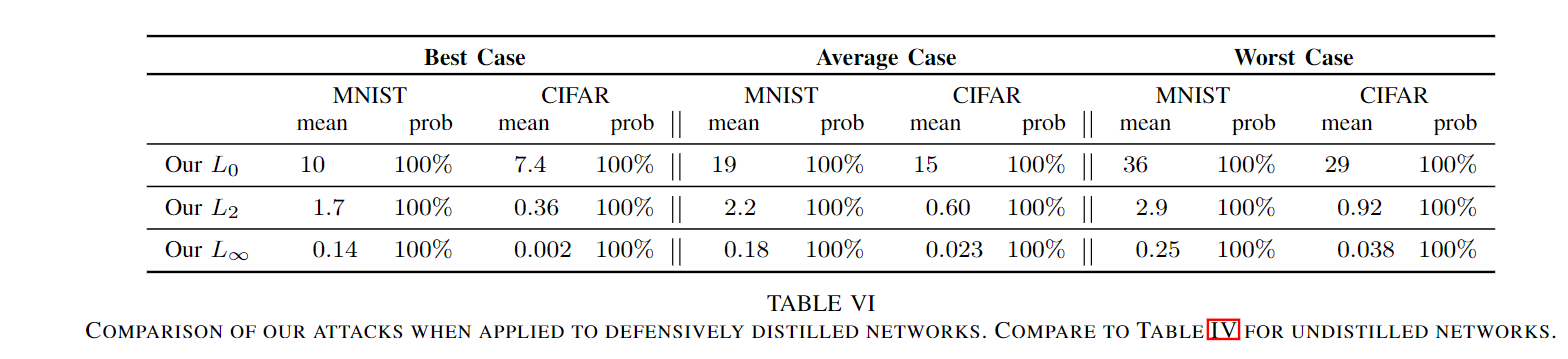 Best Case Average Case Worst Case
MNIST CIFAR MNIST CIFAR MNIST CIFAR
mean prob mean prob || mean prob mean prob || mean prob mean prob
Our L0 10 100% 7.4 100% || 19 100% 15 100% || 36 100% 29 100%
Our L2 1.7 100% 0.36 100% || 2.2 100% 0.60 100% || 2.9 100% 0.92 100%
Our L∞ 0.14 100% 0.002 100% || 0.18 100% 0.023 100% || 0.25 100% 0.038 100%
TABLE VI
COMPARISON OF OUR ATTACKS WHEN APPLIED TO DEFENSIVELY DISTILLED NETWORKS. COMPARE TO TABLE IV FOR UNDISTILLED NETWORKS.